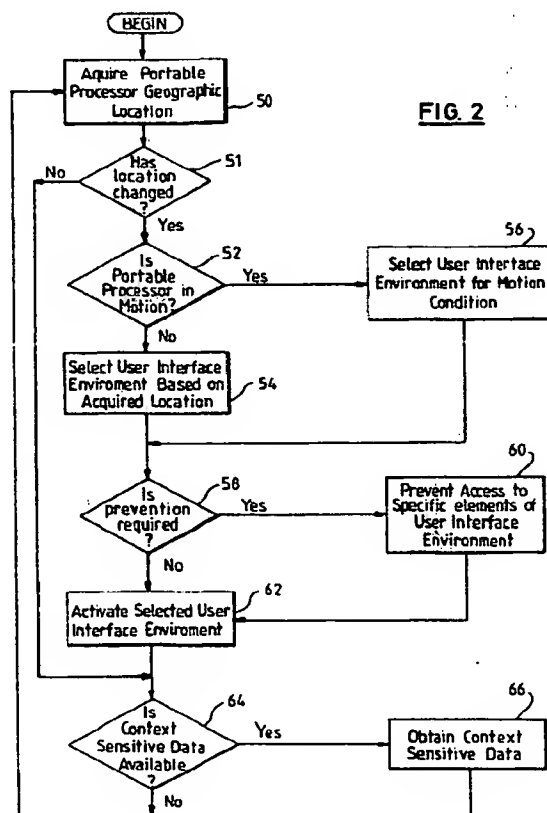 BEGIN
Aquire Portable
Processor Geographic
Location
50
FIG. 2
Has
location
changed
?
51
No
Yes
Is
Portable
Processor in
Motion?
52
Yes
No
56
Select User Interface
Environment for Motion
Condition
Select User Interface
Enviroment Based on
Acquired Location
54
Is
prevention
required
?
58
Yes
No
60
Prevent Access to
Specific elements of
User Interface
Environment
Activate Selected User
Interface Enviroment
62
Is
Context
Sensitive Data
Available
?
64
Yes
No
66
Obtain Context
Sensitive Data